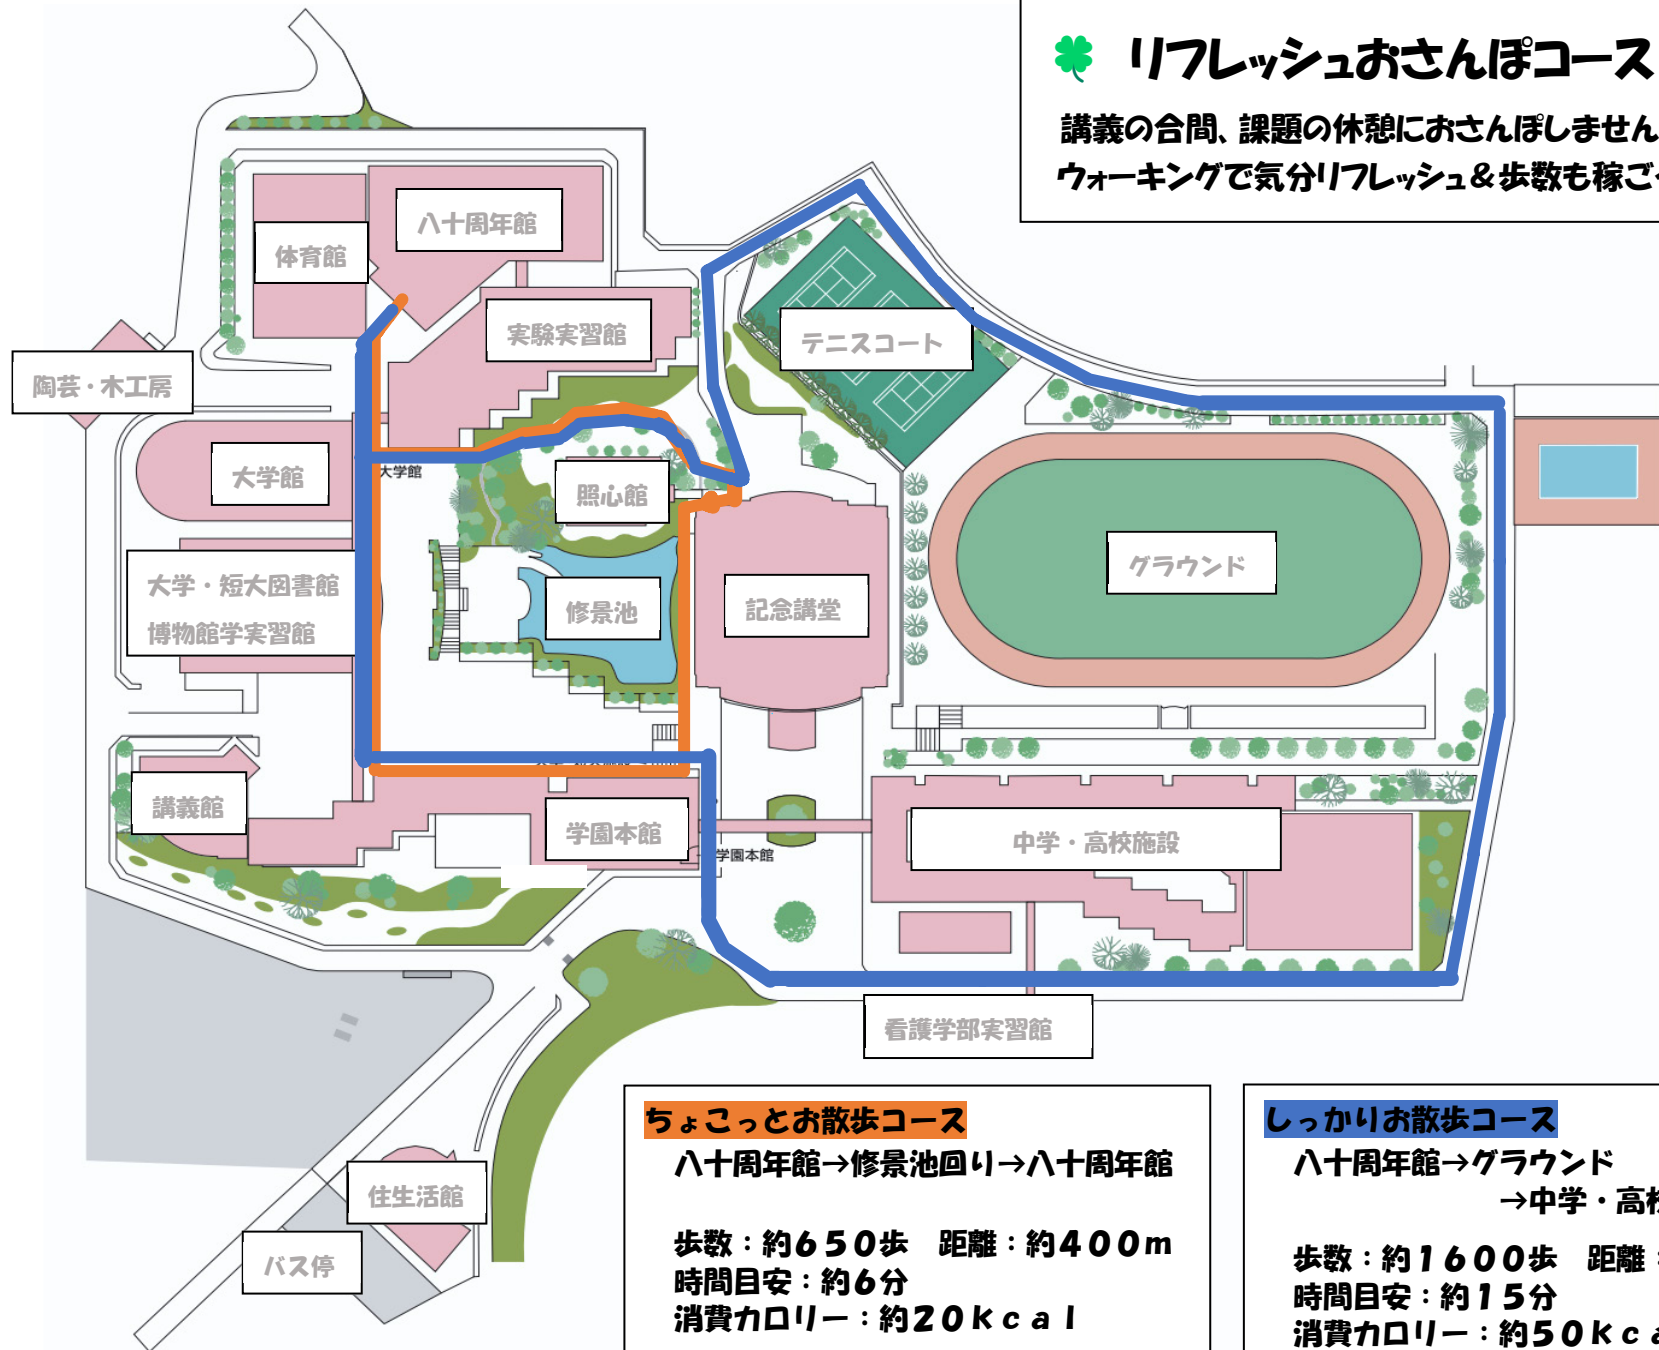 リフレッシュおさんぽコース
講義の合間、課題の休憩におさんぽしません
ウォーキングで気分リフレッシュ&歩数も稼ご
八十周年館
体育館
実験実習館
テニスコート
陶芸・木工房
大学館
大学館
照心館
グラウンド
大学・短大図書館
博物館学実習館
修景池
記念講堂
講義館
学園本館
中学・高校施設
学園本館
看護学部実習館
住生活館
バス停
ちょこっとお散歩コース
八十周年館→修景池回り→八十周年館
歩数:約650歩 距離:約400m
時間目安:約6分
消費カロリー:約20kcal
しっかりお散歩コース
八十周年館→グラウンド
→中学・高校
歩数:約1600歩 距離:
時間目安:約15分
消費カロリー:約50kca